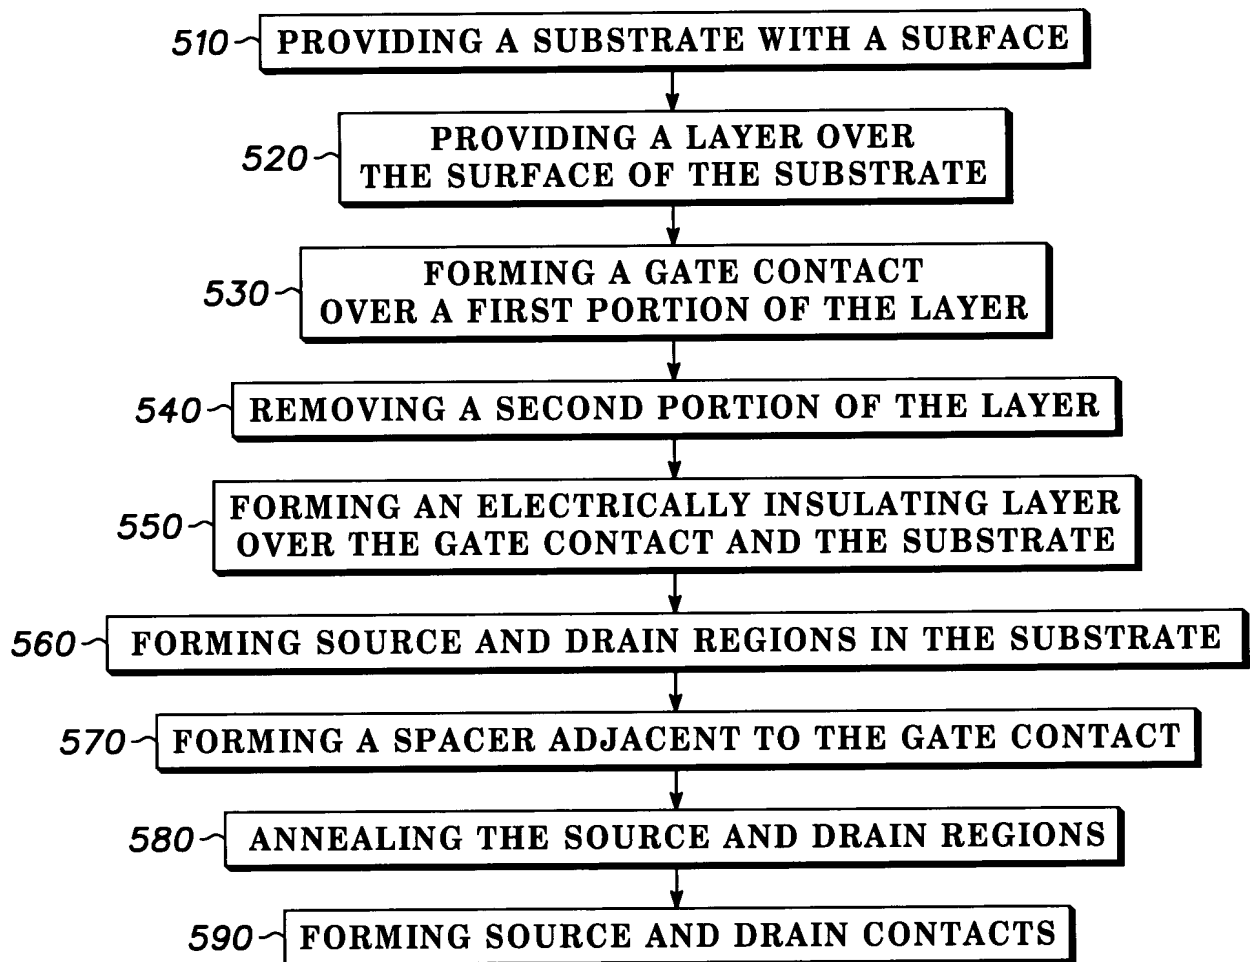 510 PROVIDING A SUBSTRATE WITH A SURFACE
520 PROVIDING A LAYER OVER
THE SURFACE OF THE SUBSTRATE
530 FORMING A GATE CONTACT
OVER A FIRST PORTION OF THE LAYER
540 REMOVING A SECOND PORTION OF THE LAYER
550 FORMING AN ELECTRICALLY INSULATING LAYER
OVER THE GATE CONTACT AND THE SUBSTRATE
560 FORMING SOURCE AND DRAIN REGIONS IN THE SUBSTRATE
570 FORMING A SPACER ADJACENT TO THE GATE CONTACT
580 ANNEALING THE SOURCE AND DRAIN REGIONS
590 FORMING SOURCE AND DRAIN CONTACTS